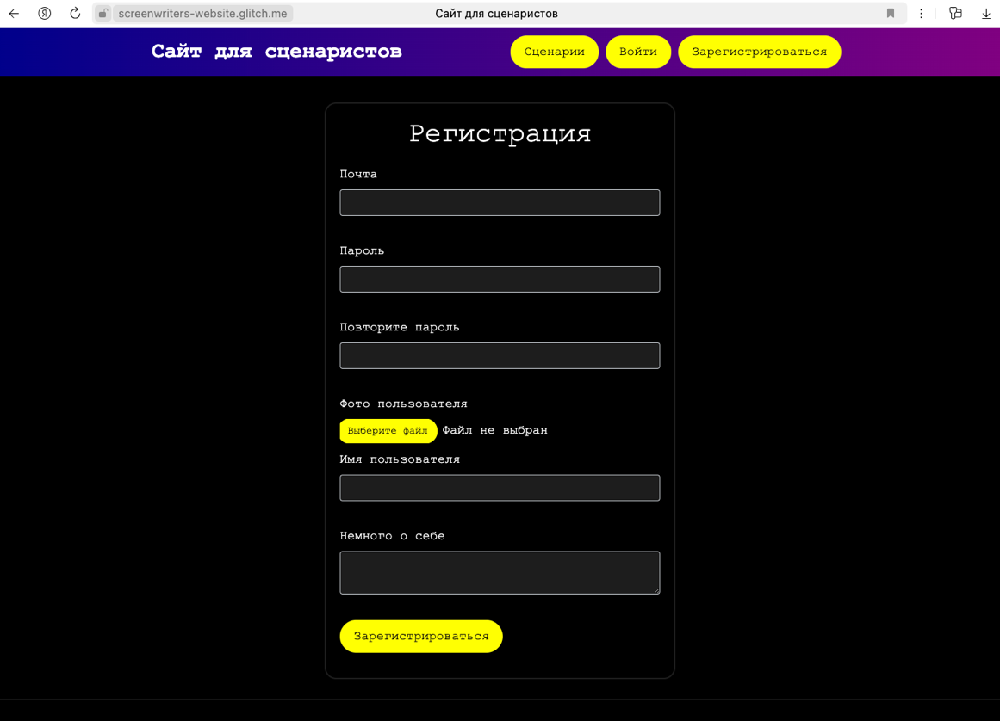 screenwriters-website.glitch.me
Сайт для сценаристов
Сайт для сценаристов
Сценарии
Войти
Зарегистрироваться
Регистрация
Почта
Пароль
Повторите пароль
Фото пользователя
Выберите файл Файл не выбран
Имя пользователя
Немного о себе
Зарегистрироваться